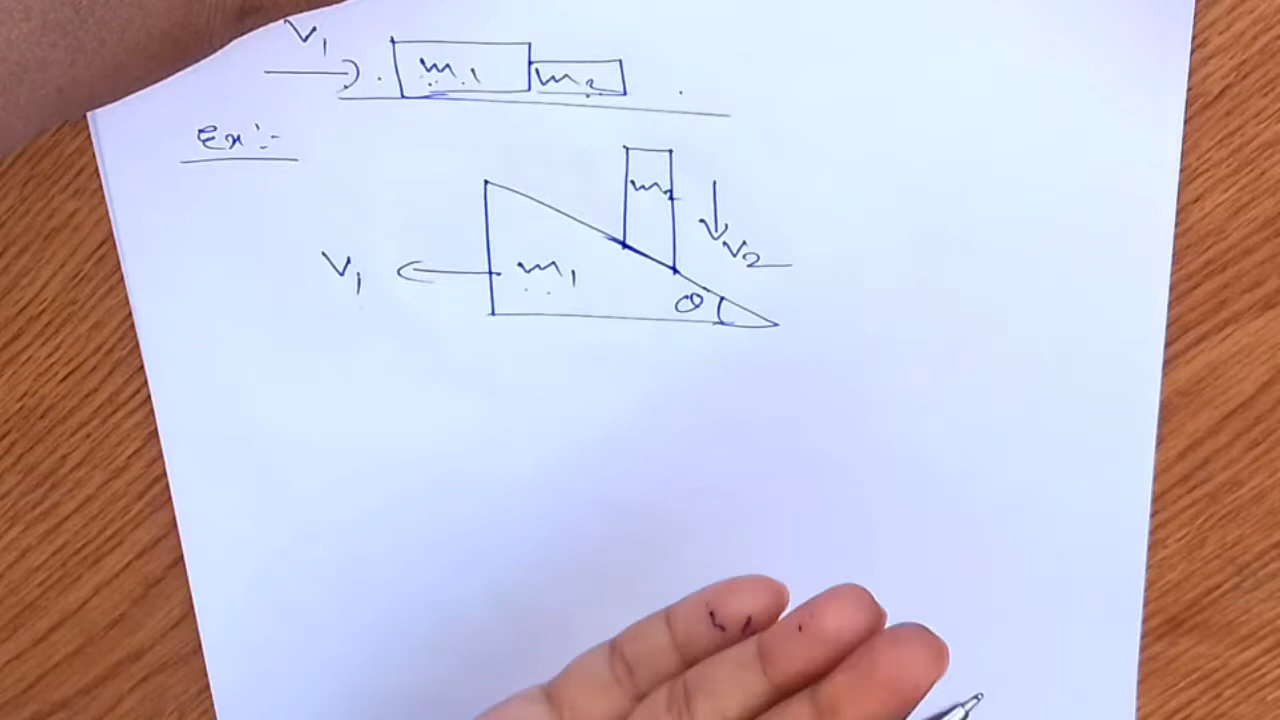 V₁
m₁ m₂
Ex:-
m₂
V₂
V₁ m₁
θ